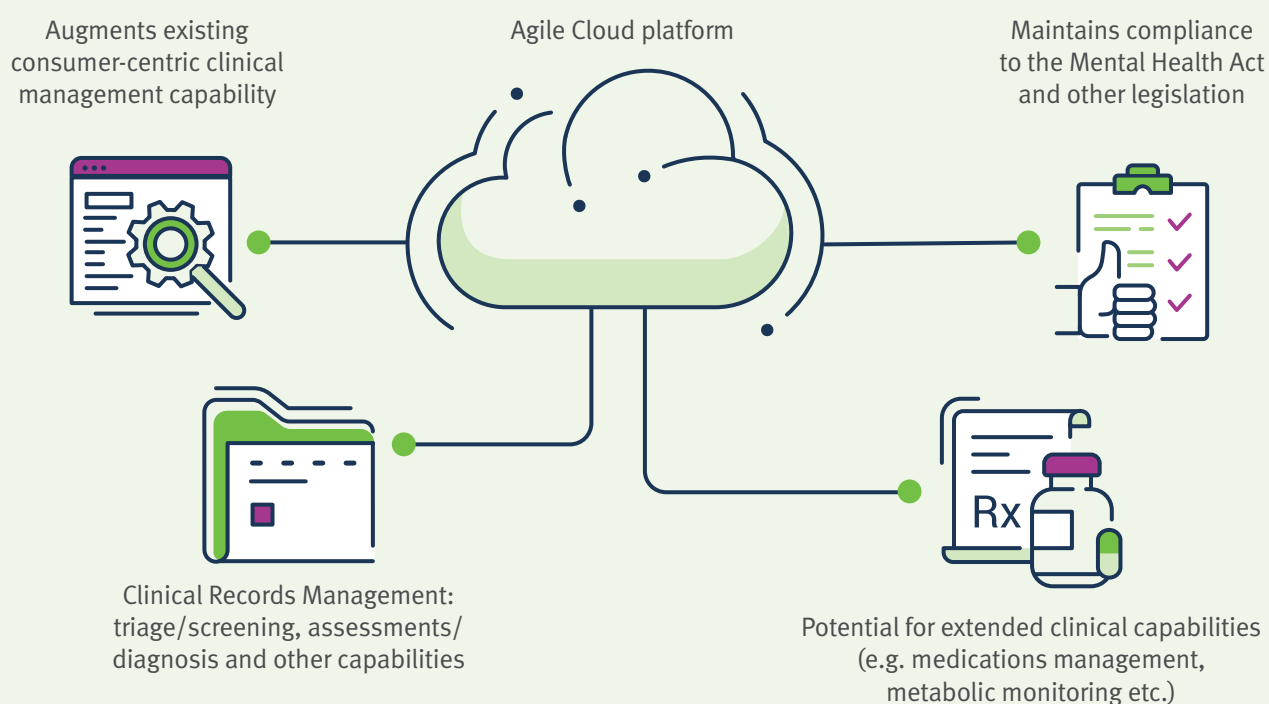 Augments existing
consumer-centric clinical
management capability
Agile Cloud platform
Maintains compliance
to the Mental Health Act
and other legislation
Clinical Records Management:
triage/screening, assessments/
diagnosis and other capabilities
Rx
Potential for extended clinical capabilities
(e.g. medications management,
metabolic monitoring etc.)